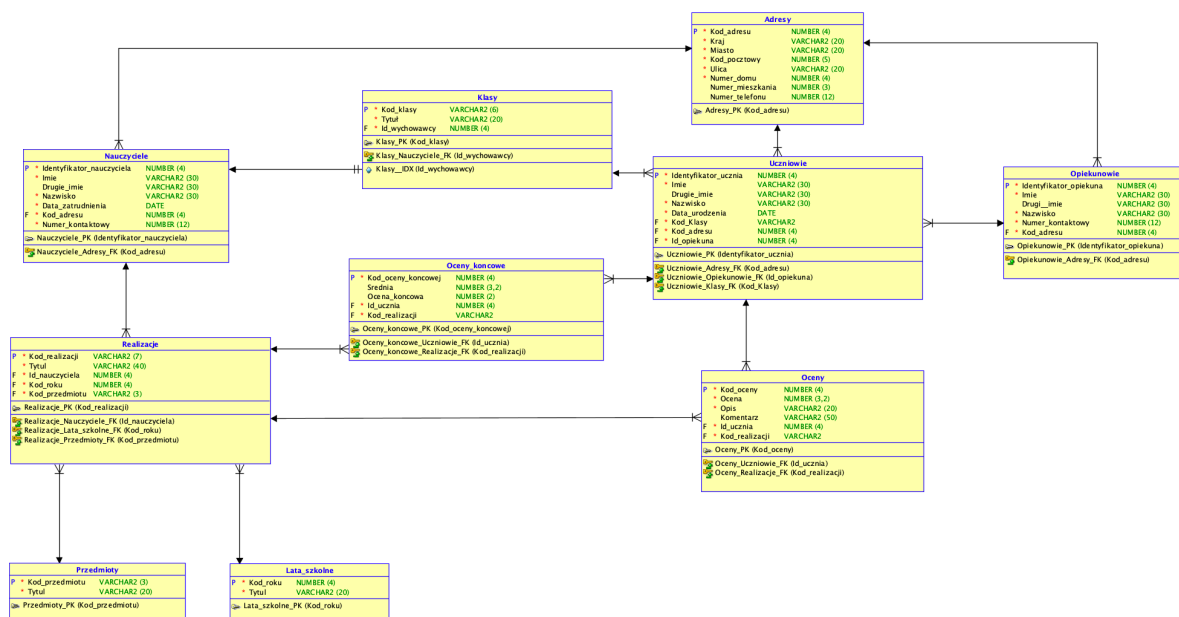 Adresy
P * Kod_adresu NUMBER (4)
* Kraj VARCHAR2 (20)
* Miasto VARCHAR2 (20)
* Kod_pocztowy NUMBER (5)
* Ulica VARCHAR2 (20)
* Numer_domu NUMBER (4)
Numer_mieszkania NUMBER (3)
Numer_telefonu NUMBER (12)
Adresy_PK (Kod_adresu)
Klasy
P * Kod_klasy VARCHAR2 (6)
* Tytuł VARCHAR2 (20)
F * Id_wychowawcy NUMBER (4)
Klasy_PK (Kod_klasy)
Klasy_Nauczyciele_FK (Id_wychowawcy)
Klasy__IDX (Id_wychowawcy)
Nauczyciele
P * Identyfikator_nauczyciela NUMBER (4)
* Imie VARCHAR2 (30)
Drugie_imie VARCHAR2 (30)
* Nazwisko VARCHAR2 (30)
* Data_zatrudnienia DATE
F * Kod_adresu NUMBER (4)
* Numer_kontaktowy NUMBER (12)
Nauczyciele_PK (Identyfikator_nauczyciela)
Nauczyciele_Adresy_FK (Kod_adresu)
Uczniowie
P * Identyfikator_ucznia NUMBER (4)
* Imie VARCHAR2 (30)
Drugie_imie VARCHAR2 (30)
* Nazwisko VARCHAR2 (30)
* Data_urodzenia DATE
F * Kod_Klasy VARCHAR2
F * Kod_adresu NUMBER (4)
F * Id_opiekuna NUMBER (4)
Uczniowie_PK (Identyfikator_ucznia)
Uczniowie_Adresy_FK (Kod_adresu)
Uczniowie_Opiekunowie_FK (Id_opiekuna)
Uczniowie_Klasy_FK (Kod_Klasy)
Opiekunowie
P * Identyfikator_opiekuna NUMBER (4)
* Imie VARCHAR2 (30)
Drugi__imie VARCHAR2 (30)
* Nazwisko VARCHAR2 (30)
* Numer_kontaktowy NUMBER (12)
F * Kod_adresu NUMBER (4)
Opiekunowie_PK (Identyfikator_opiekuna)
Opiekunowie_Adresy_FK (Kod_adresu)
Oceny_koncowe
P * Kod_oceny_koncowej NUMBER (4)
Srednia NUMBER (3,2)
Ocena_koncowa NUMBER (2)
F * Id_ucznia NUMBER (4)
F * Kod_realizacji VARCHAR2
Oceny_koncowe_PK (Kod_oceny_koncowej)
Oceny_koncowe_Uczniowie_FK (Id_ucznia)
Oceny_koncowe_Realizacje_FK (Kod_realizacji)
Realizacje
P * Kod_realizacji VARCHAR2 (7)
* Tytul VARCHAR2 (40)
F * Id_nauczyciela NUMBER (4)
F * Kod_roku NUMBER (4)
F * Kod_przedmiotu VARCHAR2 (3)
Realizacje_PK (Kod_realizacji)
Realizacje_Nauczyciele_FK (Id_nauczyciela)
Realizacje_Lata_szkolne_FK (Kod_roku)
Realizacje_Przedmioty_FK (Kod_przedmiotu)
Oceny
P * Kod_oceny NUMBER (4)
* Ocena NUMBER (3,2)
* Opis VARCHAR2 (20)
Komentarz VARCHAR2 (50)
F * Id_ucznia NUMBER (4)
F * Kod_realizacji VARCHAR2
Oceny_PK (Kod_oceny)
Oceny_Uczniowie_FK (Id_ucznia)
Oceny_Realizacje_FK (Kod_realizacji)
Przedmioty
P * Kod_przedmiotu VARCHAR2 (3)
* Tytul VARCHAR2 (20)
Przedmioty_PK (Kod_przedmiotu)
Lata_szkolne
P * Kod_roku NUMBER (4)
* Tytul VARCHAR2 (20)
Lata_szkolne_PK (Kod_roku)